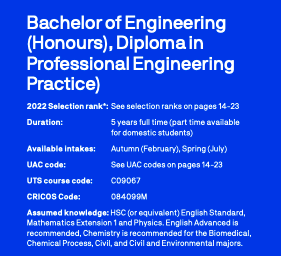 Bachelor of Engineering
(Honours), Diploma in
Professional Engineering
Practice)
2022 Selection rank*: See selection ranks on pages 14-23
Duration: 5 years full time (part time available
for domestic students)
Available intakes: Autumn (February), Spring (July)
UAC code: See UAC codes on pages 14-23
UTS course code: C09067
CRICOS Code: 084099M
Assumed knowledge: HSC (or equivalent) English Standard,
Mathematics Extension 1 and Physics. English Advanced is
recommended, Chemistry is recommended for the Biomedical,
Chemical Process, Civil, and Civil and Environmental majors.